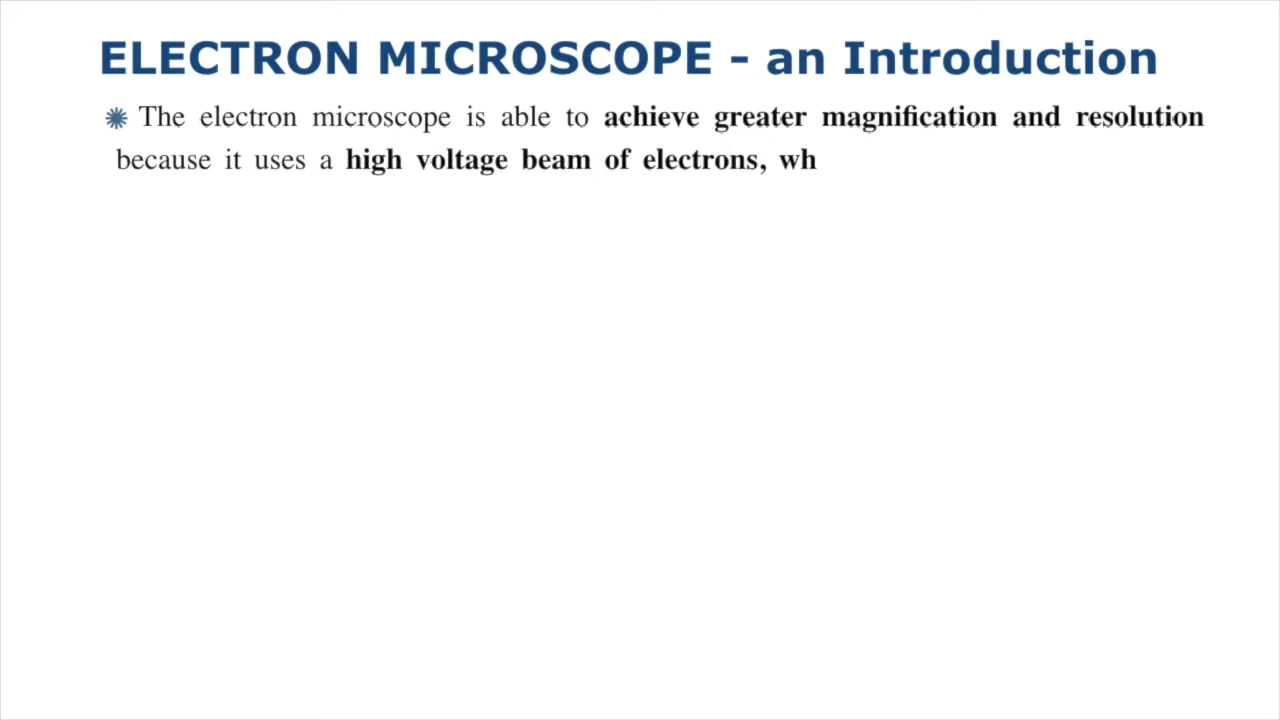 ELECTRON MICROSCOPE - an Introduction
The electron microscope is able to achieve greater magnification and resolution
because it uses a high voltage beam of electrons, wh